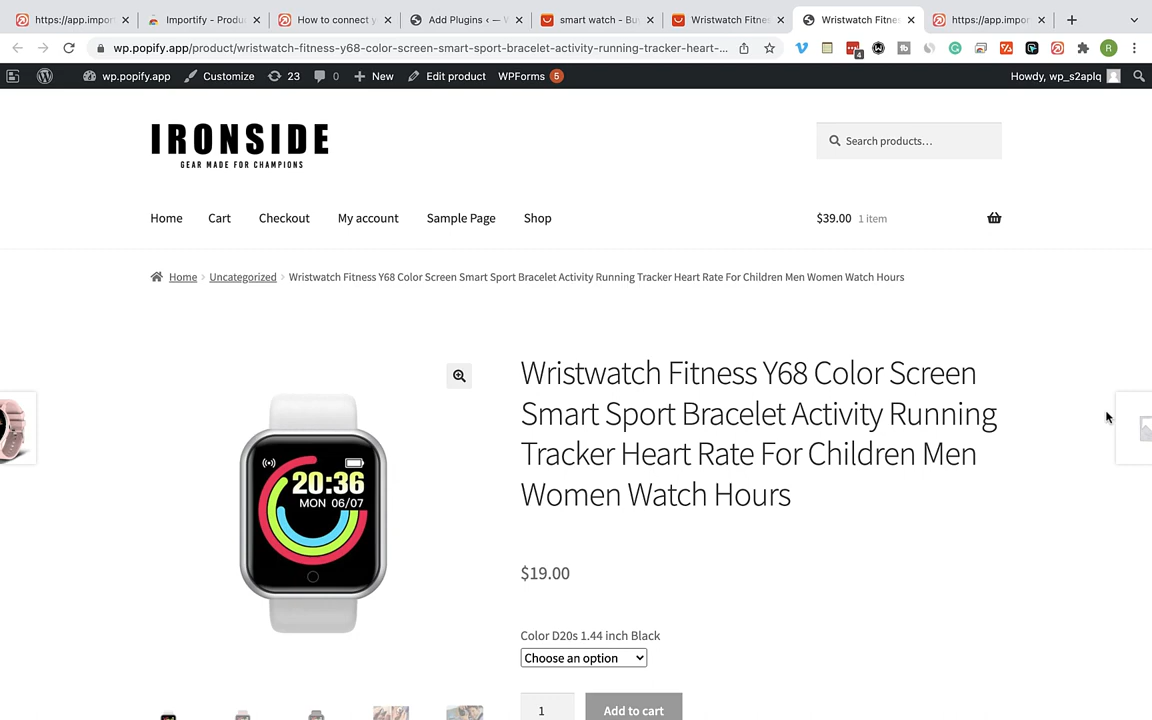 https://app.impor
Importify - Produ
How to connect y
Add Plugins ‹ — W
smart watch - Bu
Wristwatch Fitne
Wristwatch Fitne
https://app.impor
wp.popify.app/product/wristwatch-fitness-y68-color-screen-smart-sport-bracelet-activity-running-tracker-heart-...
4
R
wp.popify.app
Customize
23
0
New
Edit product
WPForms 5
Howdy, wp_s2aplq
IRONSIDE
GEAR MADE FOR CHAMPIONS
Search products…
Home
Cart
Checkout
My account
Sample Page
Shop
$39.00 1 item
Home › Uncategorized › Wristwatch Fitness Y68 Color Screen Smart Sport Bracelet Activity Running Tracker Heart Rate For Children Men Women Watch Hours
Wristwatch Fitness Y68 Color Screen
Smart Sport Bracelet Activity Running
Tracker Heart Rate For Children Men
Women Watch Hours
20:36
MON 06/07
$19.00
Color D20s 1.44 inch Black
Choose an option
1
Add to cart